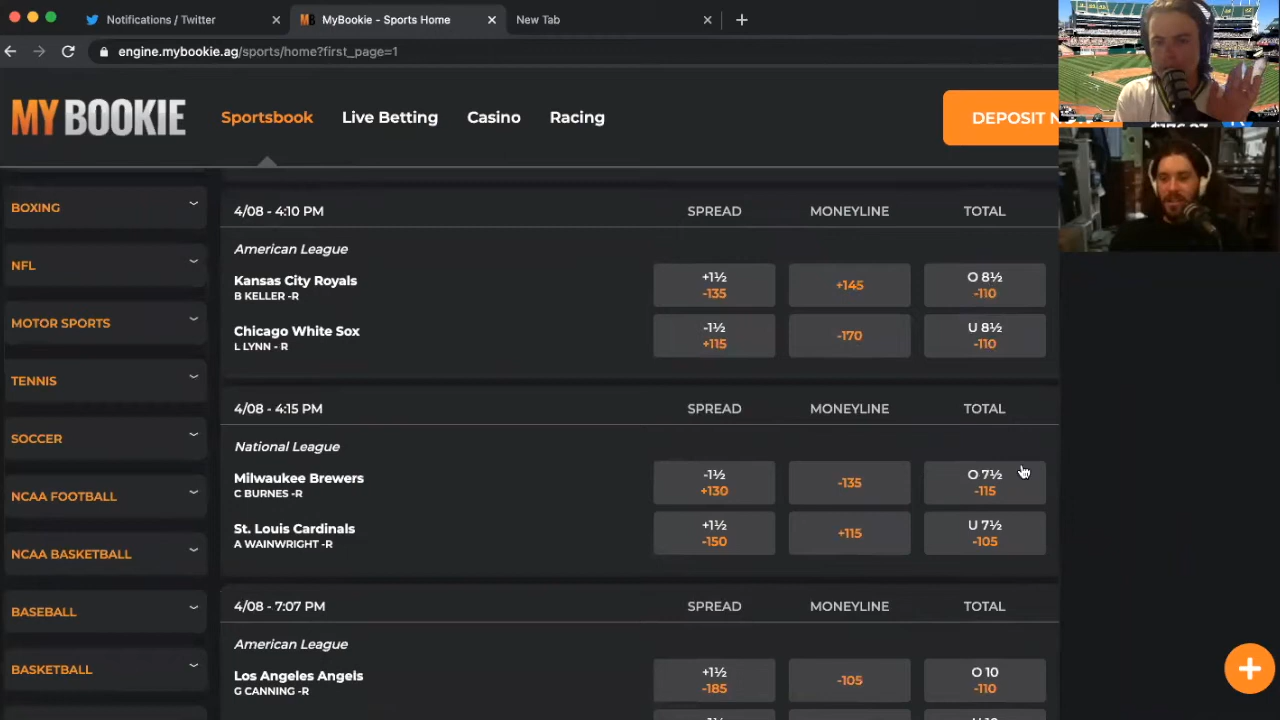 Notifications / Twitter
MyBookie - Sports Home
New Tab
engine.mybookie.ag/sports/home?first_page=1
MYBOOKIE
Sportsbook
Live Betting
Casino
Racing
BOXING
NFL
MOTOR SPORTS
TENNIS
SOCCER
NCAA FOOTBALL
NCAA BASKETBALL
BASEBALL
BASKETBALL
4/08 - 4:10 PM SPREAD MONEYLINE TOTAL
American League
Kansas City Royals
B KELLER -R
+1½
-135
+145
O 8½
-110
Chicago White Sox
L LYNN - R
-1½
+115
-170
U 8½
-110
4/08 - 4:15 PM SPREAD MONEYLINE TOTAL
National League
Milwaukee Brewers
C BURNES -R
-1½
+130
-135
O 7½
-115
St. Louis Cardinals
A WAINWRIGHT -R
+1½
-150
+115
U 7½
-105
4/08 - 7:07 PM SPREAD MONEYLINE TOTAL
American League
Los Angeles Angels
G CANNING -R
+1½
-185
-105
O 10
-110
DEPOSIT